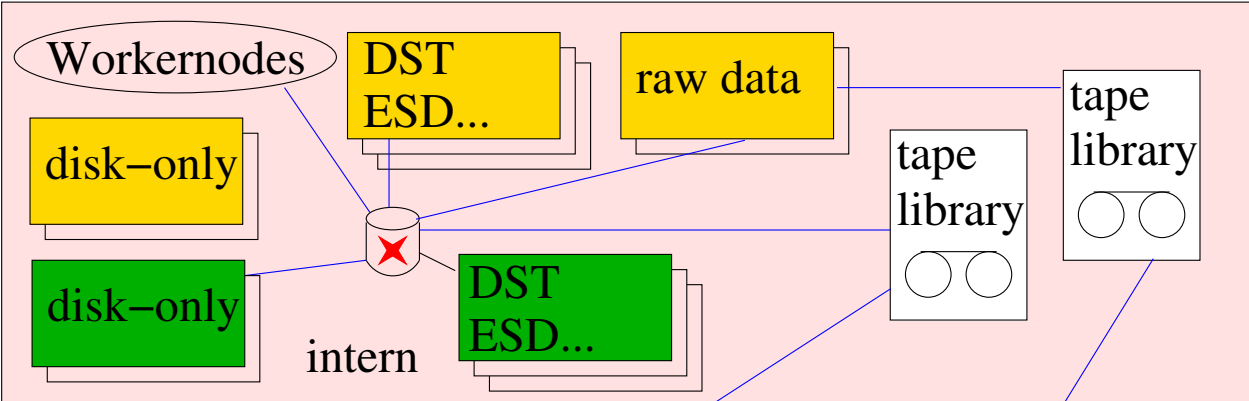 Workernodes
DST
ESD...
raw data
tape
library
tape
library
disk−only
disk−only
DST
ESD...
intern